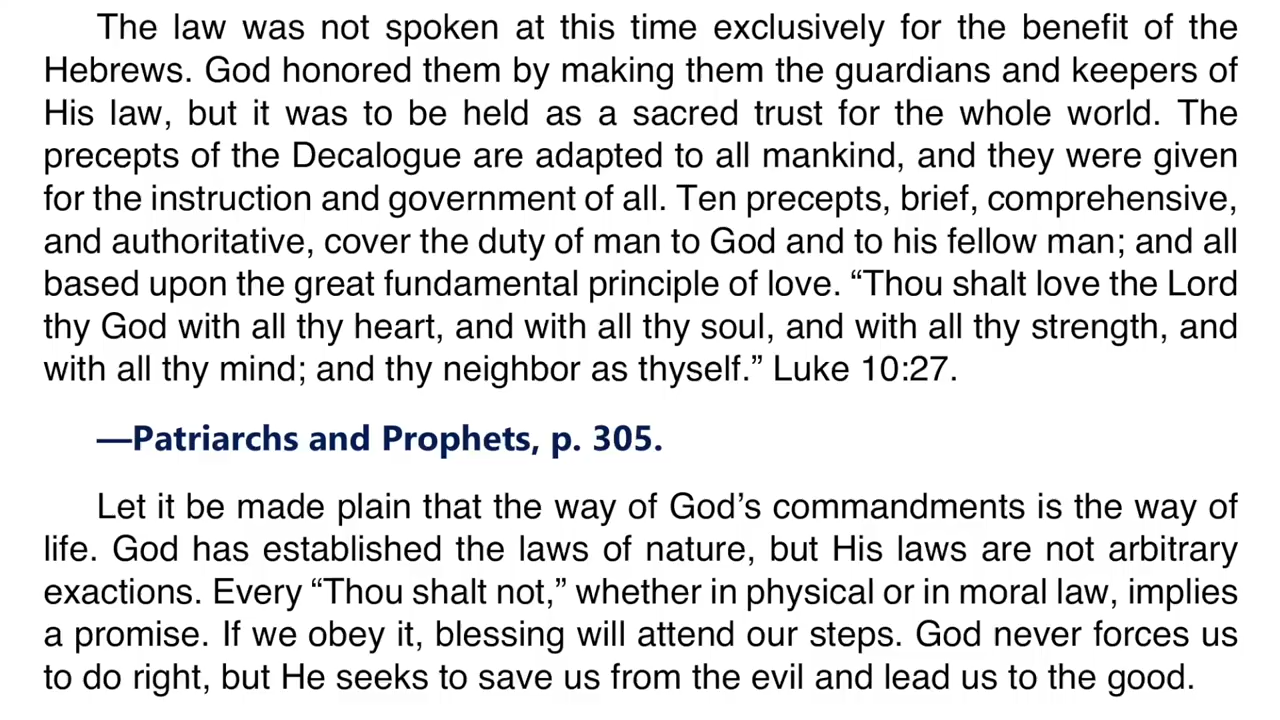 The law was not spoken at this time exclusively for the benefit of the
Hebrews. God honored them by making them the guardians and keepers of
His law, but it was to be held as a sacred trust for the whole world. The
precepts of the Decalogue are adapted to all mankind, and they were given
for the instruction and government of all. Ten precepts, brief, comprehensive,
and authoritative, cover the duty of man to God and to his fellow man; and all
based upon the great fundamental principle of love. “Thou shalt love the Lord
thy God with all thy heart, and with all thy soul, and with all thy strength, and
with all thy mind; and thy neighbor as thyself.” Luke 10:27.
—Patriarchs and Prophets, p. 305.
Let it be made plain that the way of God’s commandments is the way of
life. God has established the laws of nature, but His laws are not arbitrary
exactions. Every “Thou shalt not,” whether in physical or in moral law, implies
a promise. If we obey it, blessing will attend our steps. God never forces us
to do right, but He seeks to save us from the evil and lead us to the good.